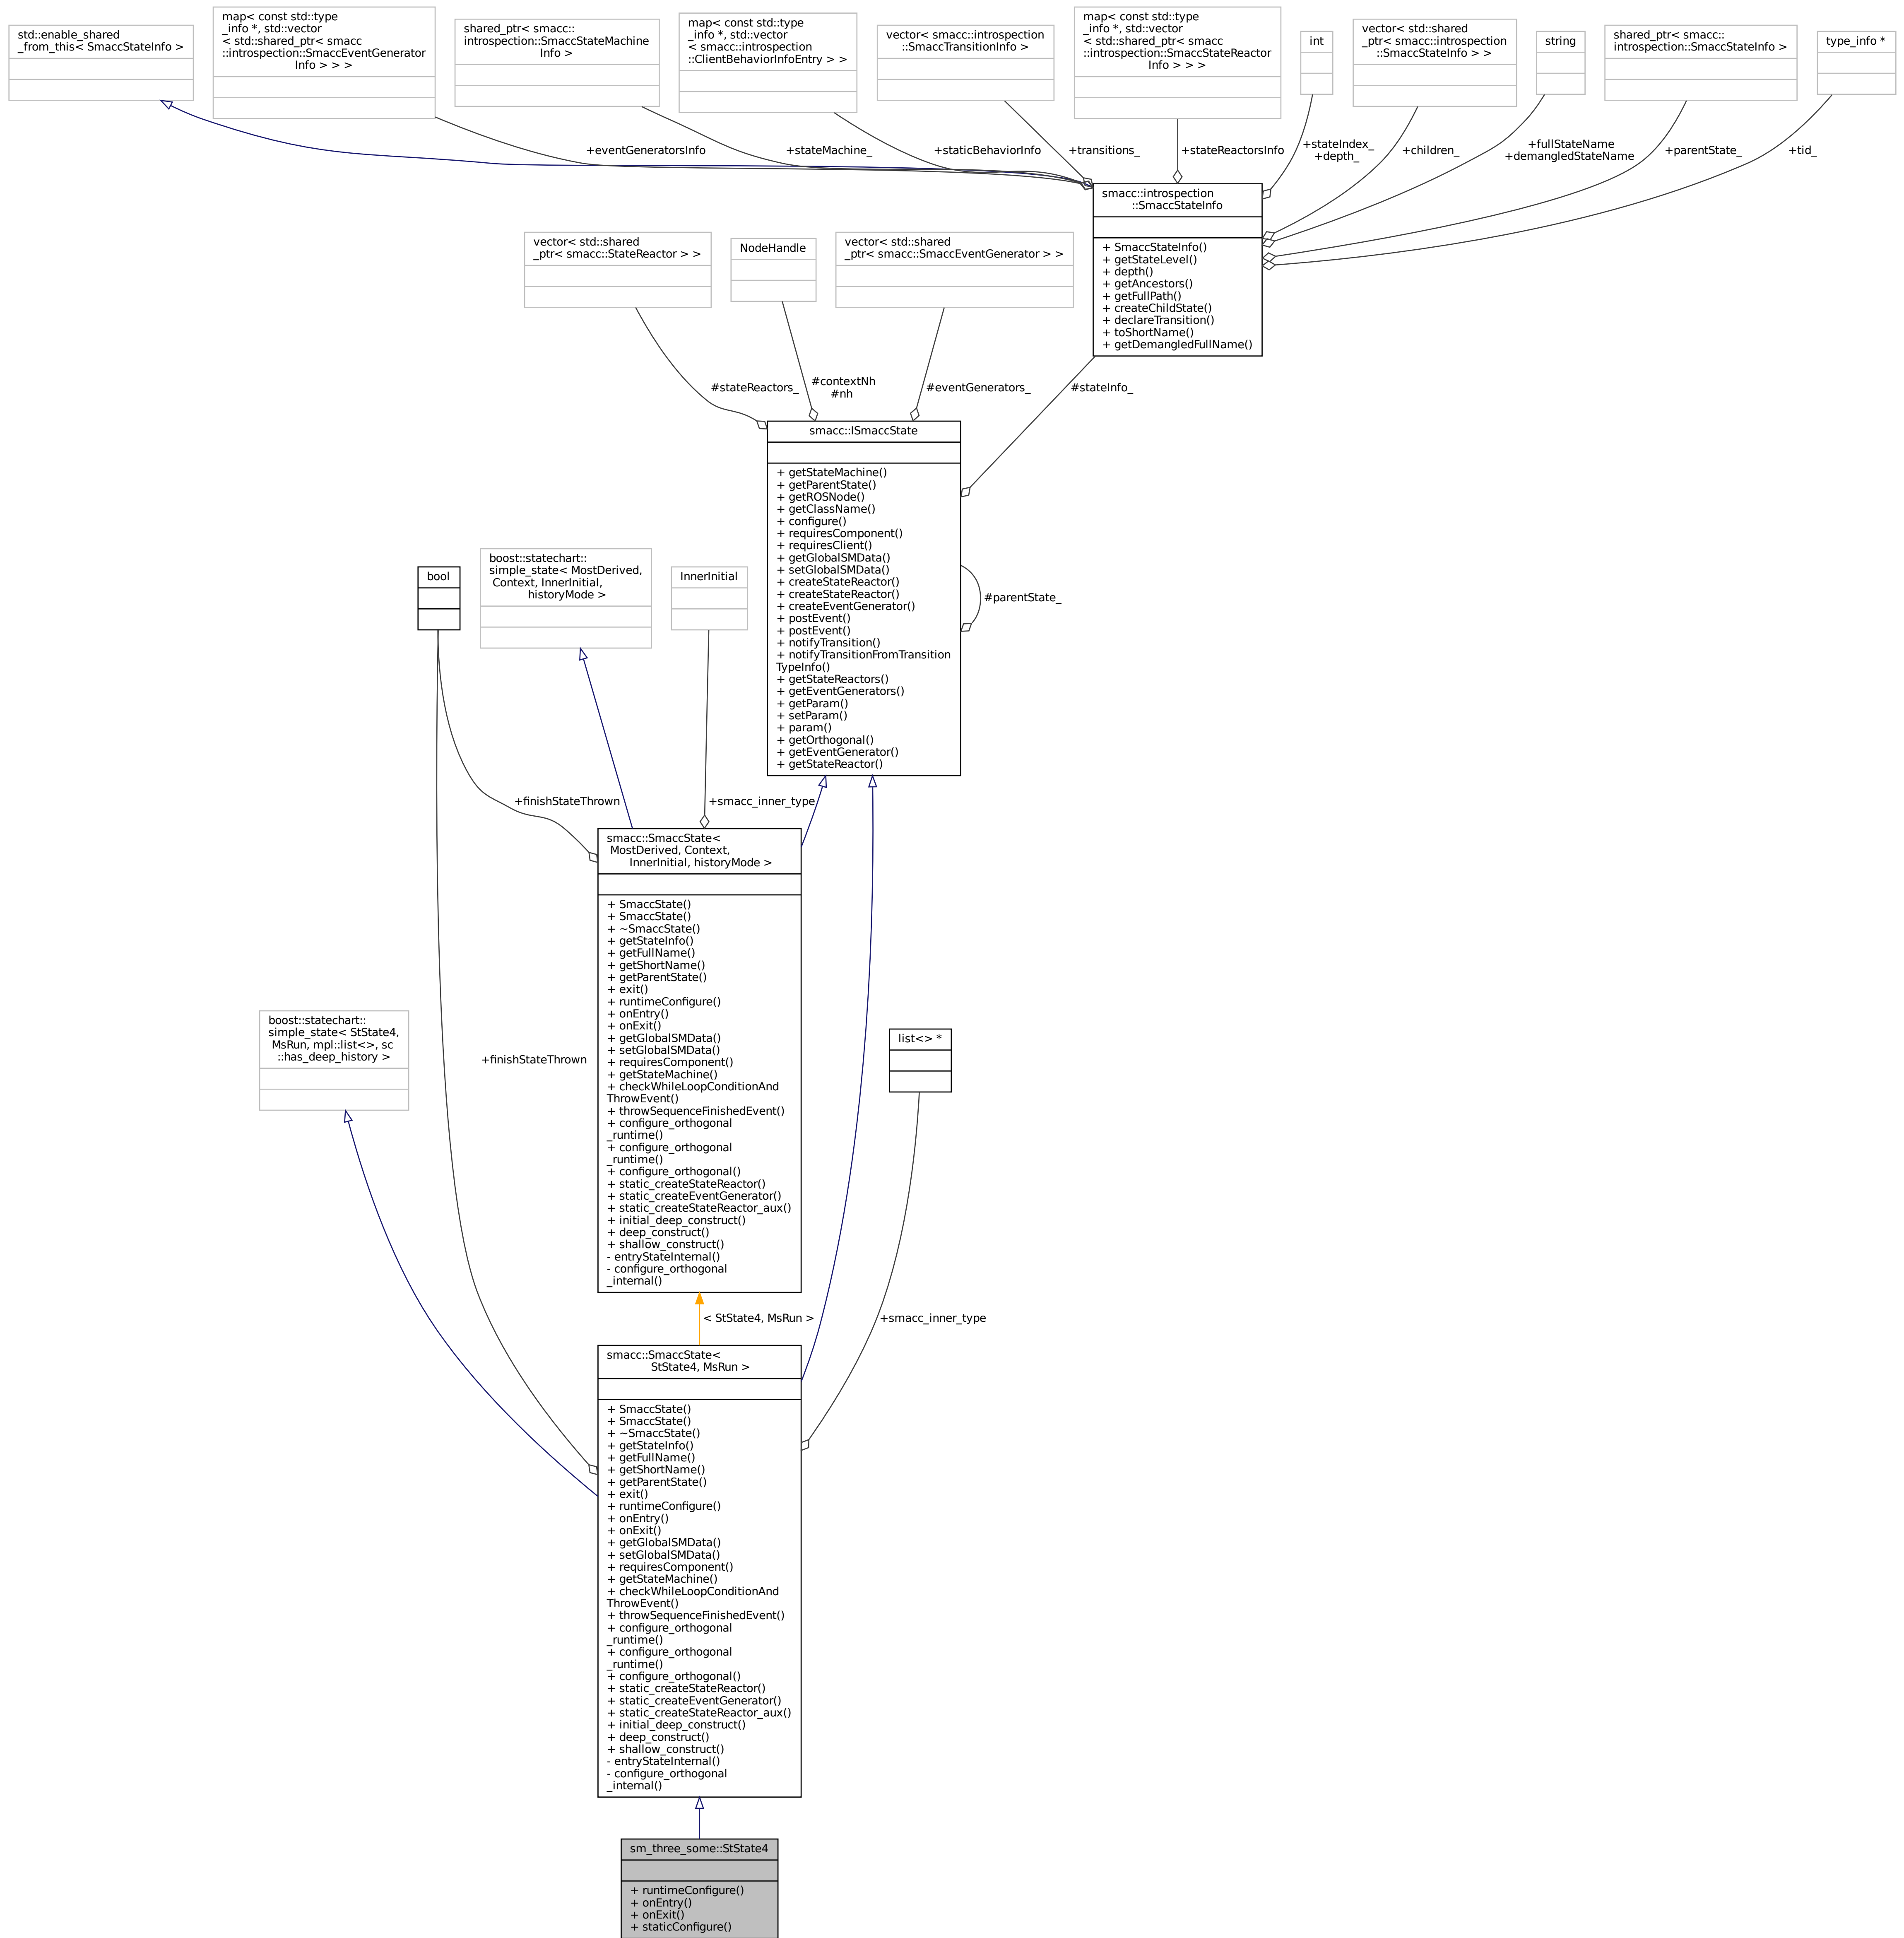 std::enable_shared
_from_this< SmaccStateInfo >
map< const std::type
_info *, std::vector
< std::shared_ptr< smacc
::introspection::SmaccEventGenerator
Info > > >
shared_ptr< smacc::
introspection::SmaccStateMachine
Info >
map< const std::type
_info *, std::vector
< smacc::introspection
::ClientBehaviorInfoEntry > >
vector< smacc::introspection
::SmaccTransitionInfo >
map< const std::type
_info *, std::vector
< std::shared_ptr< smacc
::introspection::SmaccStateReactor
Info > > >
int
vector< std::shared
_ptr< smacc::introspection
::SmaccStateInfo > >
string
shared_ptr< smacc::
introspection::SmaccStateInfo >
type_info *
+eventGeneratorsInfo
+stateMachine_
+staticBehaviorInfo
+transitions_
+stateReactorsInfo
+stateIndex_
+depth_
+children_
+fullStateName
+demangledStateName
+parentState_
+tid_
smacc::introspection
::SmaccStateInfo
+ SmaccStateInfo()
+ getStateLevel()
+ depth()
+ getAncestors()
+ getFullPath()
+ createChildState()
+ declareTransition()
+ toShortName()
+ getDemangledFullName()
vector< std::shared
_ptr< smacc::StateReactor > >
NodeHandle
vector< std::shared
_ptr< smacc::SmaccEventGenerator > >
#stateReactors_
#contextNh
#nh
#eventGenerators_
#stateInfo_
smacc::ISmaccState
+ getStateMachine()
+ getParentState()
+ getROSNode()
+ getClassName()
+ configure()
+ requiresComponent()
+ requiresClient()
+ getGlobalSMData()
+ setGlobalSMData()
+ createStateReactor()
+ createStateReactor()
+ createEventGenerator()
+ postEvent()
+ postEvent()
+ notifyTransition()
+ notifyTransitionFromTransition
TypeInfo()
+ getStateReactors()
+ getEventGenerators()
+ getParam()
+ setParam()
+ param()
+ getOrthogonal()
+ getEventGenerator()
+ getStateReactor()
#parentState_
bool
boost::statechart::
simple_state< MostDerived,
Context, InnerInitial,
historyMode >
InnerInitial
+finishStateThrown
+smacc_inner_type
smacc::SmaccState<
MostDerived, Context,
InnerInitial, historyMode >
+ SmaccState()
+ SmaccState()
+ ~SmaccState()
+ getStateInfo()
+ getFullName()
+ getShortName()
+ getParentState()
+ exit()
+ runtimeConfigure()
+ onEntry()
+ onExit()
+ getGlobalSMData()
+ setGlobalSMData()
+ requiresComponent()
+ getStateMachine()
+ checkWhileLoopConditionAnd
ThrowEvent()
+ throwSequenceFinishedEvent()
+ configure_orthogonal
_runtime()
+ configure_orthogonal
_runtime()
+ configure_orthogonal()
+ static_createStateReactor()
+ static_createEventGenerator()
+ static_createStateReactor_aux()
+ initial_deep_construct()
+ deep_construct()
+ shallow_construct()
- entryStateInternal()
- configure_orthogonal
_internal()
boost::statechart::
simple_state< StState4,
MsRun, mpl::list<>, sc
::has_deep_history >
+finishStateThrown
list<> *
< StState4, MsRun >
+smacc_inner_type
smacc::SmaccState<
StState4, MsRun >
+ SmaccState()
+ SmaccState()
+ ~SmaccState()
+ getStateInfo()
+ getFullName()
+ getShortName()
+ getParentState()
+ exit()
+ runtimeConfigure()
+ onEntry()
+ onExit()
+ getGlobalSMData()
+ setGlobalSMData()
+ requiresComponent()
+ getStateMachine()
+ checkWhileLoopConditionAnd
ThrowEvent()
+ throwSequenceFinishedEvent()
+ configure_orthogonal
_runtime()
+ configure_orthogonal
_runtime()
+ configure_orthogonal()
+ static_createStateReactor()
+ static_createEventGenerator()
+ static_createStateReactor_aux()
+ initial_deep_construct()
+ deep_construct()
+ shallow_construct()
- entryStateInternal()
- configure_orthogonal
_internal()
sm_three_some::StState4
+ runtimeConfigure()
+ onEntry()
+ onExit()
+ staticConfigure()